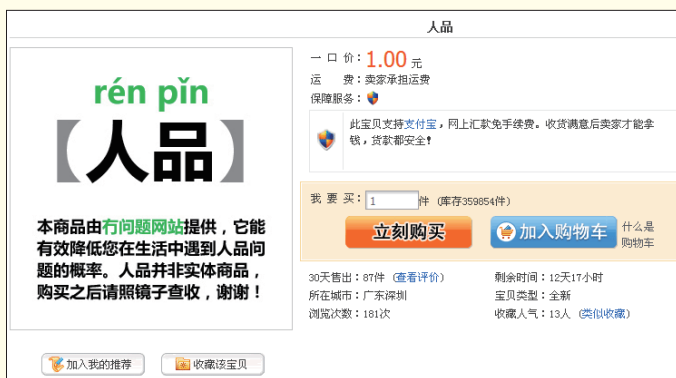 人品
rén pǐn
【人品】
本商品由冇问题网站提供，它能
有效降低您在生活中遇到人品问
题的概率。人品并非实体商品，
购买之后请照镜子查收，谢谢！
加入我的推荐 收藏该宝贝
一 口 价：1.00 元
运 费：卖家承担运费
保障服务：
此宝贝支持支付宝，网上汇款免手续费。收货满意后卖家才能拿
钱，货款都安全！
我 要 买：1 件 (库存359854件)
立刻购买 加入购物车 什么是
购物车
30天售出：87件 (查看评价) 剩余时间：12天17小时
所在城市：广东深圳 宝贝类型：全新
浏览次数：181次 收藏人气：13人 (类似收藏)